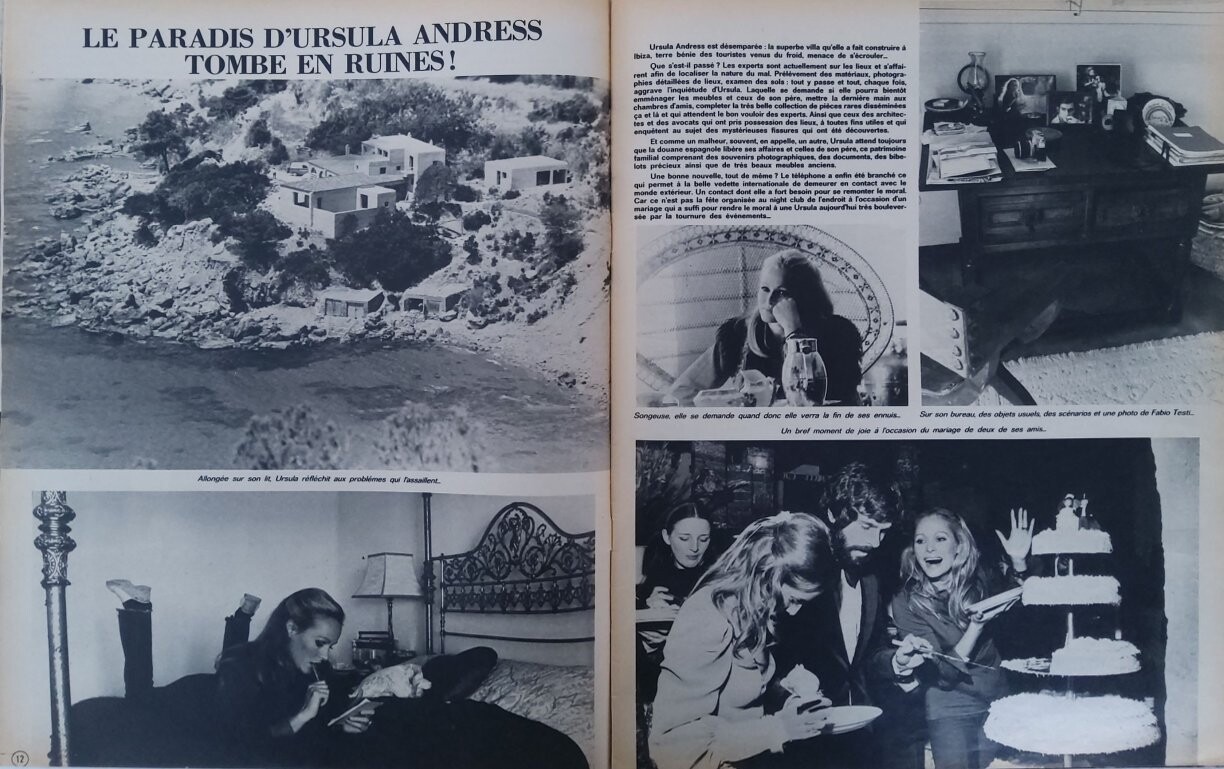 LE PARADIS D'URSULA ANDRESS
TOMBE EN RUINES!
Allongée sur son lit, Ursula réfléchit aux problèmes qui l'assaillent...
12
Ursula Andress est désemparée : la superbe villa qu'elle a fait construire à
Ibiza, terre bénie des touristes venus du froid, menace de s'écrouler...
Que s'est-il passé ? Les experts sont actuellement sur les lieux et s'affai-
rent afin de localiser la nature du mal. Prélèvement des matériaux, photogra-
phies détaillées de lieux, examen des sols : tout y passe et tout, chaque fois,
aggrave l'inquiétude d'Ursula. Laquelle se demande si elle pourra bientôt
emménager les meubles et ceux de son père, mettre la dernière main aux
chambres d'amis, completer la très belle collection de pièces rares disséminées
ça et là et qui attendent le bon vouloir des experts. Ainsi que ceux des architec-
tes et des avocats qui ont pris possession des lieux, à toutes fins utiles et qui
enquêtent au sujet des mystérieuses fissures qui ont été découvertes.
Et comme un malheur, souvent, en appelle, un autre, Ursula attend toujours
que la douane espagnole libère ses affaires et celles de son père, ce patrimoine
familial comprenant des souvenirs photographiques, des documents, des bibe-
lots précieux ainsi que de très beaux meubles anciens.
Une bonne nouvelle, tout de même ? Le téléphone a enfin été branché ce
qui permet à la belle vedette internationale de demeurer en contact avec le
monde extérieur. Un contact dont elle a fort besoin pour se remonter le moral.
Car ce n'est pas la fête organisée au night club de l'endroit à l'occasion d'un
mariage qui a suffi pour rendre le moral à une Ursula aujourd'hui très boulever-
sée par la tournure des événements...
Songeuse, elle se demande quand donc elle verra la fin de ses ennuis...
Sur son bureau, des objets usuels, des scénarios et une photo de Fabio Testi...
Un bref moment de joie à l'occasion du mariage de deux de ses amis...